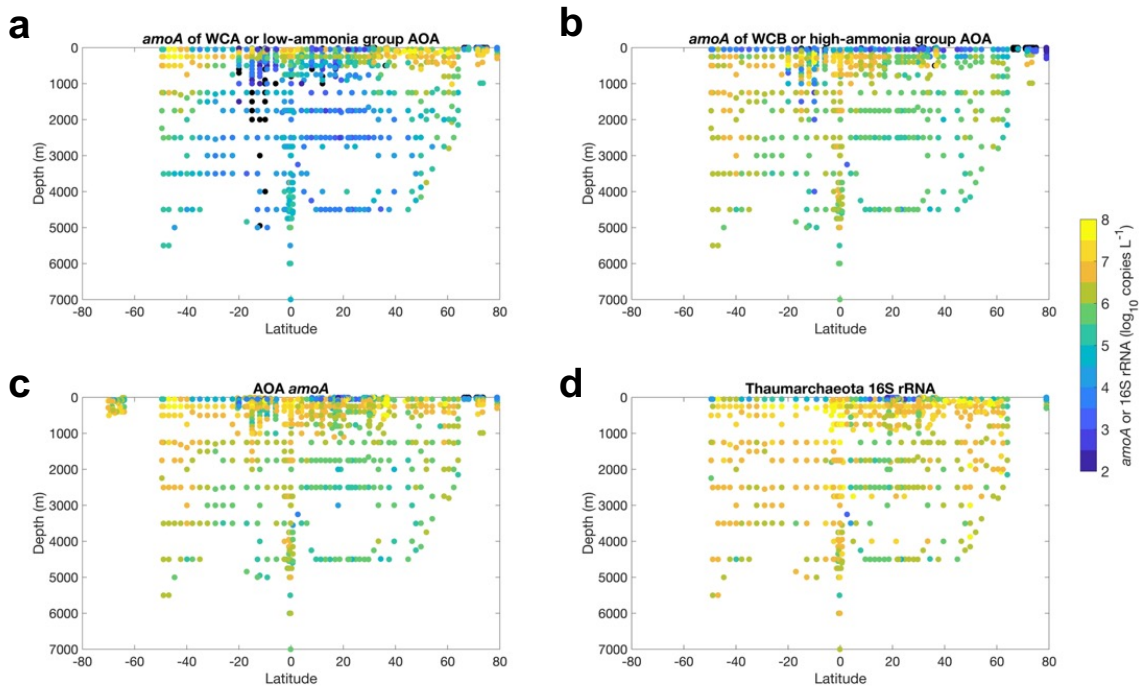 a
amoA of WCA or low-ammonia group AOA
0
1000
2000
3000
4000
5000
6000
7000
Depth (m)
-80 -60 -40 -20 0 20 40 60 80
Latitude
b
amoA of WCB or high-ammonia group AOA
0
1000
2000
3000
4000
5000
6000
7000
Depth (m)
-80 -60 -40 -20 0 20 40 60 80
Latitude
c
AOA amoA
0
1000
2000
3000
4000
5000
6000
7000
Depth (m)
-80 -60 -40 -20 0 20 40 60 80
Latitude
d
Thaumarchaeota 16S rRNA
0
1000
2000
3000
4000
5000
6000
7000
Depth (m)
-80 -60 -40 -20 0 20 40 60 80
Latitude
8
7
6
5
4
3
2
amoA or 16S rRNA (log10 copies L⁻¹)